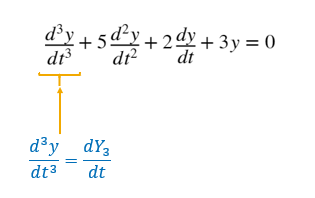 d³y/dt³ + 5 d²y/dt² + 2 dy/dt + 3y = 0
d³y/dt³ = dY₃/dt